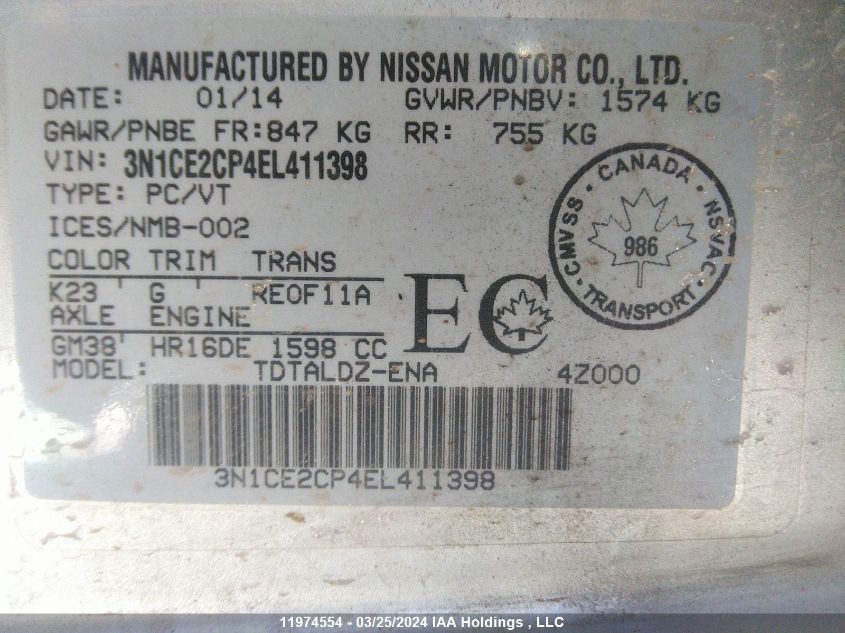 MANUFACTURED BY NISSAN MOTOR CO., LTD.
DATE: 01/14 GVWR/PNBV: 1574 KG
GAWR/PNBE FR:847 KG RR: 755 KG
VIN: 3N1CE2CP4EL411398
TYPE: PC/VT
ICES/NMB-002
COLOR TRIM TRANS
K23 ' G ' RE0F11A
AXLE ENGINE
GM38' HR16DE 1598 CC
MODEL: TDTALDZ-ENA 4Z000
EC
CANADA · NSVAC · TRANSPORT · CMVSS ·
986
3N1CE2CP4EL411398
11974554 - 03/25/2024 IAA Holdings , LLC